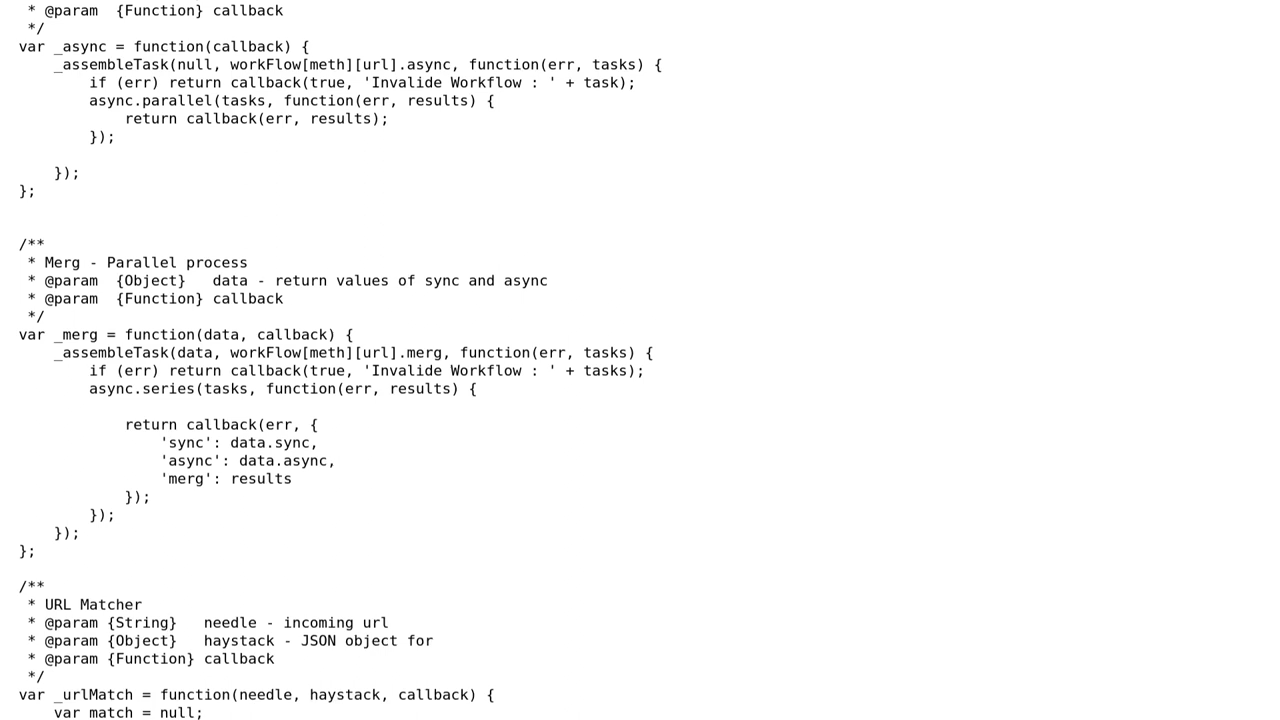 * @param  {Function} callback
 */
var _async = function(callback) {
    _assembleTask(null, workFlow[meth][url].async, function(err, tasks) {
        if (err) return callback(true, 'Invalide Workflow : ' + task);
        async.parallel(tasks, function(err, results) {
            return callback(err, results);
        });

    });
};


/**
 * Merg - Parallel process
 * @param  {Object}   data - return values of sync and async
 * @param  {Function} callback
 */
var _merg = function(data, callback) {
    _assembleTask(data, workFlow[meth][url].merg, function(err, tasks) {
        if (err) return callback(true, 'Invalide Workflow : ' + tasks);
        async.series(tasks, function(err, results) {

            return callback(err, {
                'sync': data.sync,
                'async': data.async,
                'merg': results
            });
        });
    });
};

/**
 * URL Matcher
 * @param {String}   needle - incoming url
 * @param {Object}   haystack - JSON object for
 * @param {Function} callback
 */
var _urlMatch = function(needle, haystack, callback) {
    var match = null;